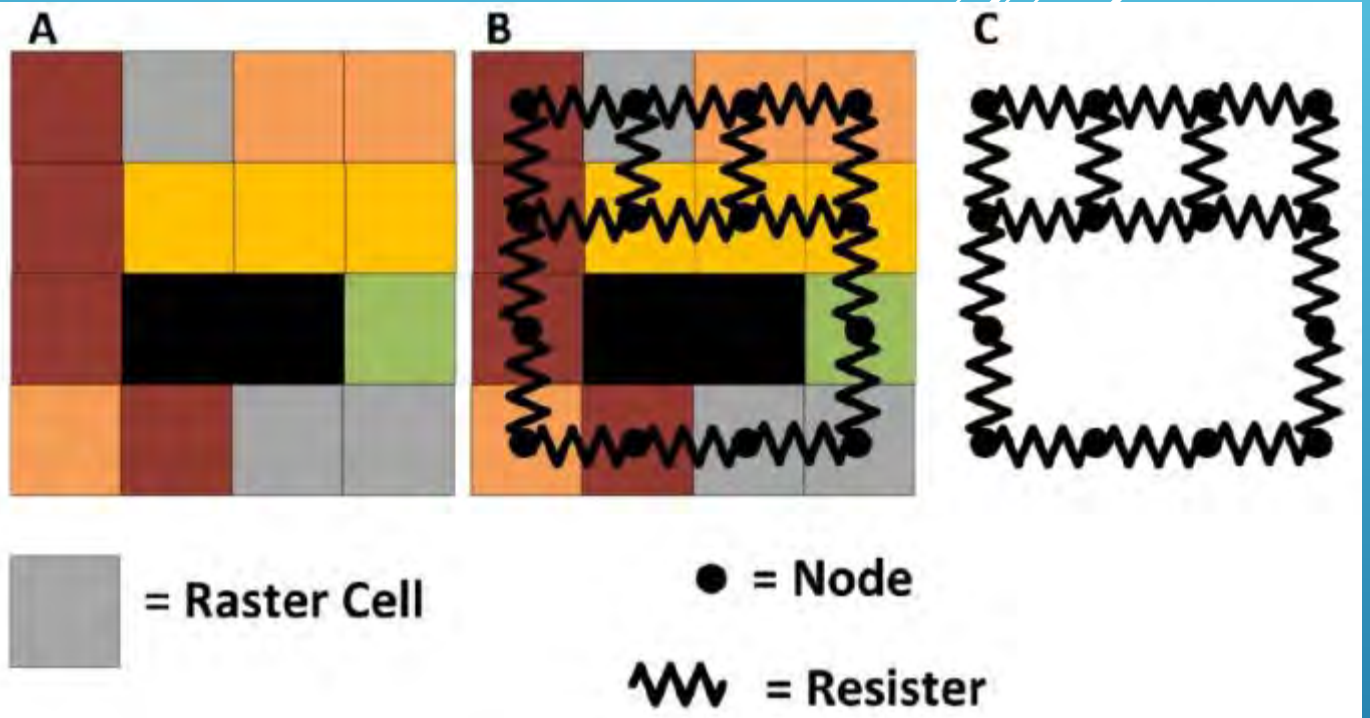 A B C
= Raster Cell
= Node
= Resister